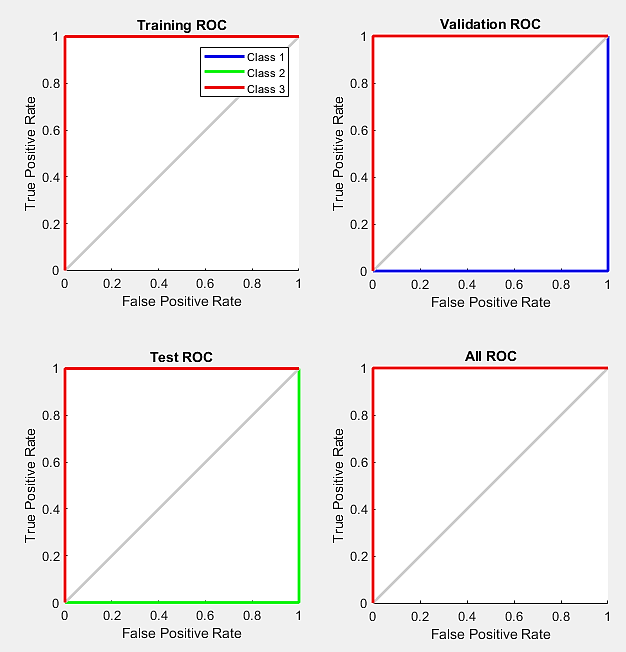 Training ROC
1
0.8
0.6
0.4
0.2
0
True Positive Rate
Class 1
Class 2
Class 3
0 0.2 0.4 0.6 0.8 1
False Positive Rate
Validation ROC
1
0.8
0.6
0.4
0.2
0
True Positive Rate
0 0.2 0.4 0.6 0.8 1
False Positive Rate
Test ROC
1
0.8
0.6
0.4
0.2
0
True Positive Rate
0 0.2 0.4 0.6 0.8 1
False Positive Rate
All ROC
1
0.8
0.6
0.4
0.2
0
True Positive Rate
0 0.2 0.4 0.6 0.8 1
False Positive Rate